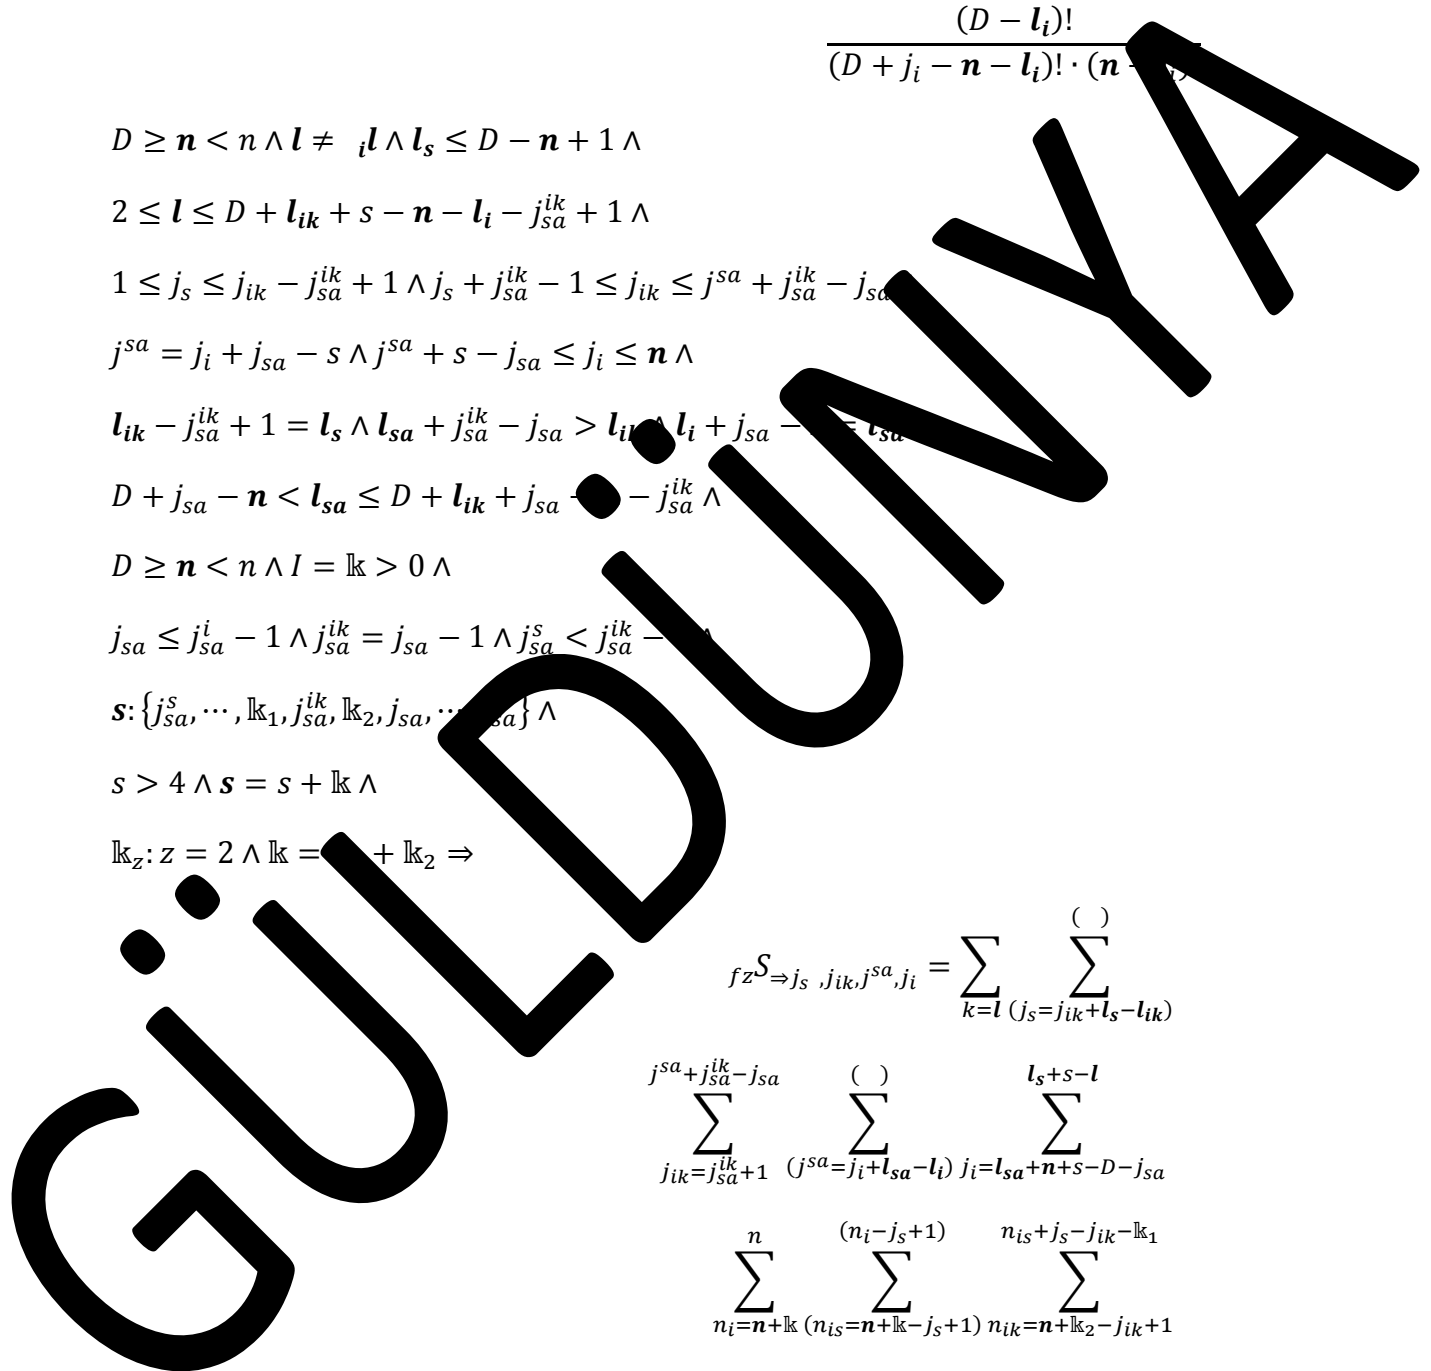 (D − l_i)!
(D + j_i − n − l_i)! · (n
D ≥ n < n ∧ l ≠ _il ∧ l_s ≤ D − n + 1 ∧
2 ≤ l ≤ D + l_ik + s − n − l_i − j_sa^ik + 1 ∧
1 ≤ j_s ≤ j_ik − j_sa^ik + 1 ∧ j_s + j_sa^ik − 1 ≤ j_ik ≤ j^sa + j_sa^ik − j_sa
j^sa = j_i + j_sa − s ∧ j^sa + s − j_sa ≤ j_i ≤ n ∧
l_ik − j_sa^ik + 1 = l_s ∧ l_sa + j_sa^ik − j_sa > l_ik ∧ l_i + j_sa − = l_sa
D + j_sa − n < l_sa ≤ D + l_ik + j_sa − j_sa^ik ∧
D ≥ n < n ∧ I = 𝕜 > 0 ∧
j_sa ≤ j_sa^i − 1 ∧ j_sa^ik = j_sa − 1 ∧ j_sa^s < j_sa^ik − ∧
s: {j_sa^s, ⋯ , 𝕜_1, j_sa^ik, 𝕜_2, j_sa, ⋯ } ∧
s > 4 ∧ s = s + 𝕜 ∧
𝕜_z: z = 2 ∧ 𝕜 = + 𝕜_2 ⇒
_fzS_⇒j_s ,j_ik,j^sa,j_i = ∑_{k=l} ∑_{(j_s=j_ik+l_s−l_ik)}^{( )}
∑_{j_ik=j_sa^ik+1}^{j^sa+j_sa^ik−j_sa} ∑_{(j^sa=j_i+l_sa−l_i)}^{( )} ∑_{j_i=l_sa+n+s−D−j_sa}^{l_s+s−l}
∑_{n_i=n+𝕜}^{n} ∑_{(n_is=n+𝕜−j_s+1)}^{(n_i−j_s+1)} ∑_{n_ik=n+𝕜_2−j_ik+1}^{n_is+j_s−j_ik−𝕜_1}
GÜLDÜNYA